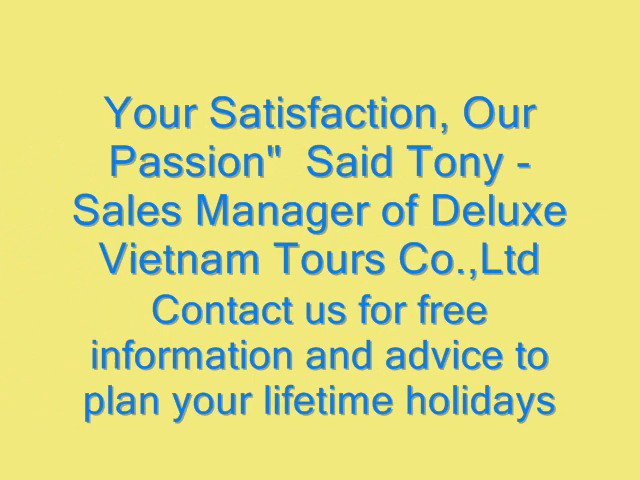 Your Satisfaction, Our
Passion" Said Tony -
Sales Manager of Deluxe
Vietnam Tours Co.,Ltd
Contact us for free
information and advice to
plan your lifetime holidays